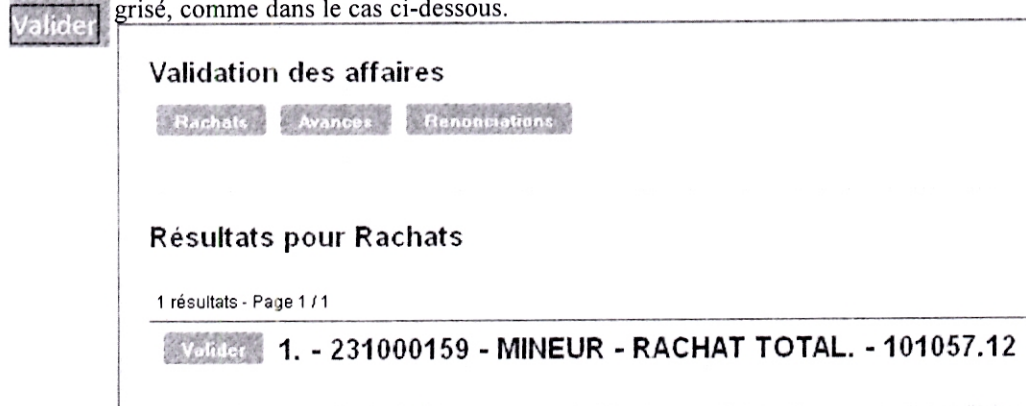 Valider grisé, comme dans le cas ci-dessous.
Validation des affaires
Rachats Avances Renonciations
Résultats pour Rachats
1 résultats - Page 1 / 1
Valider 1. - 231000159 - MINEUR - RACHAT TOTAL. - 101057.12